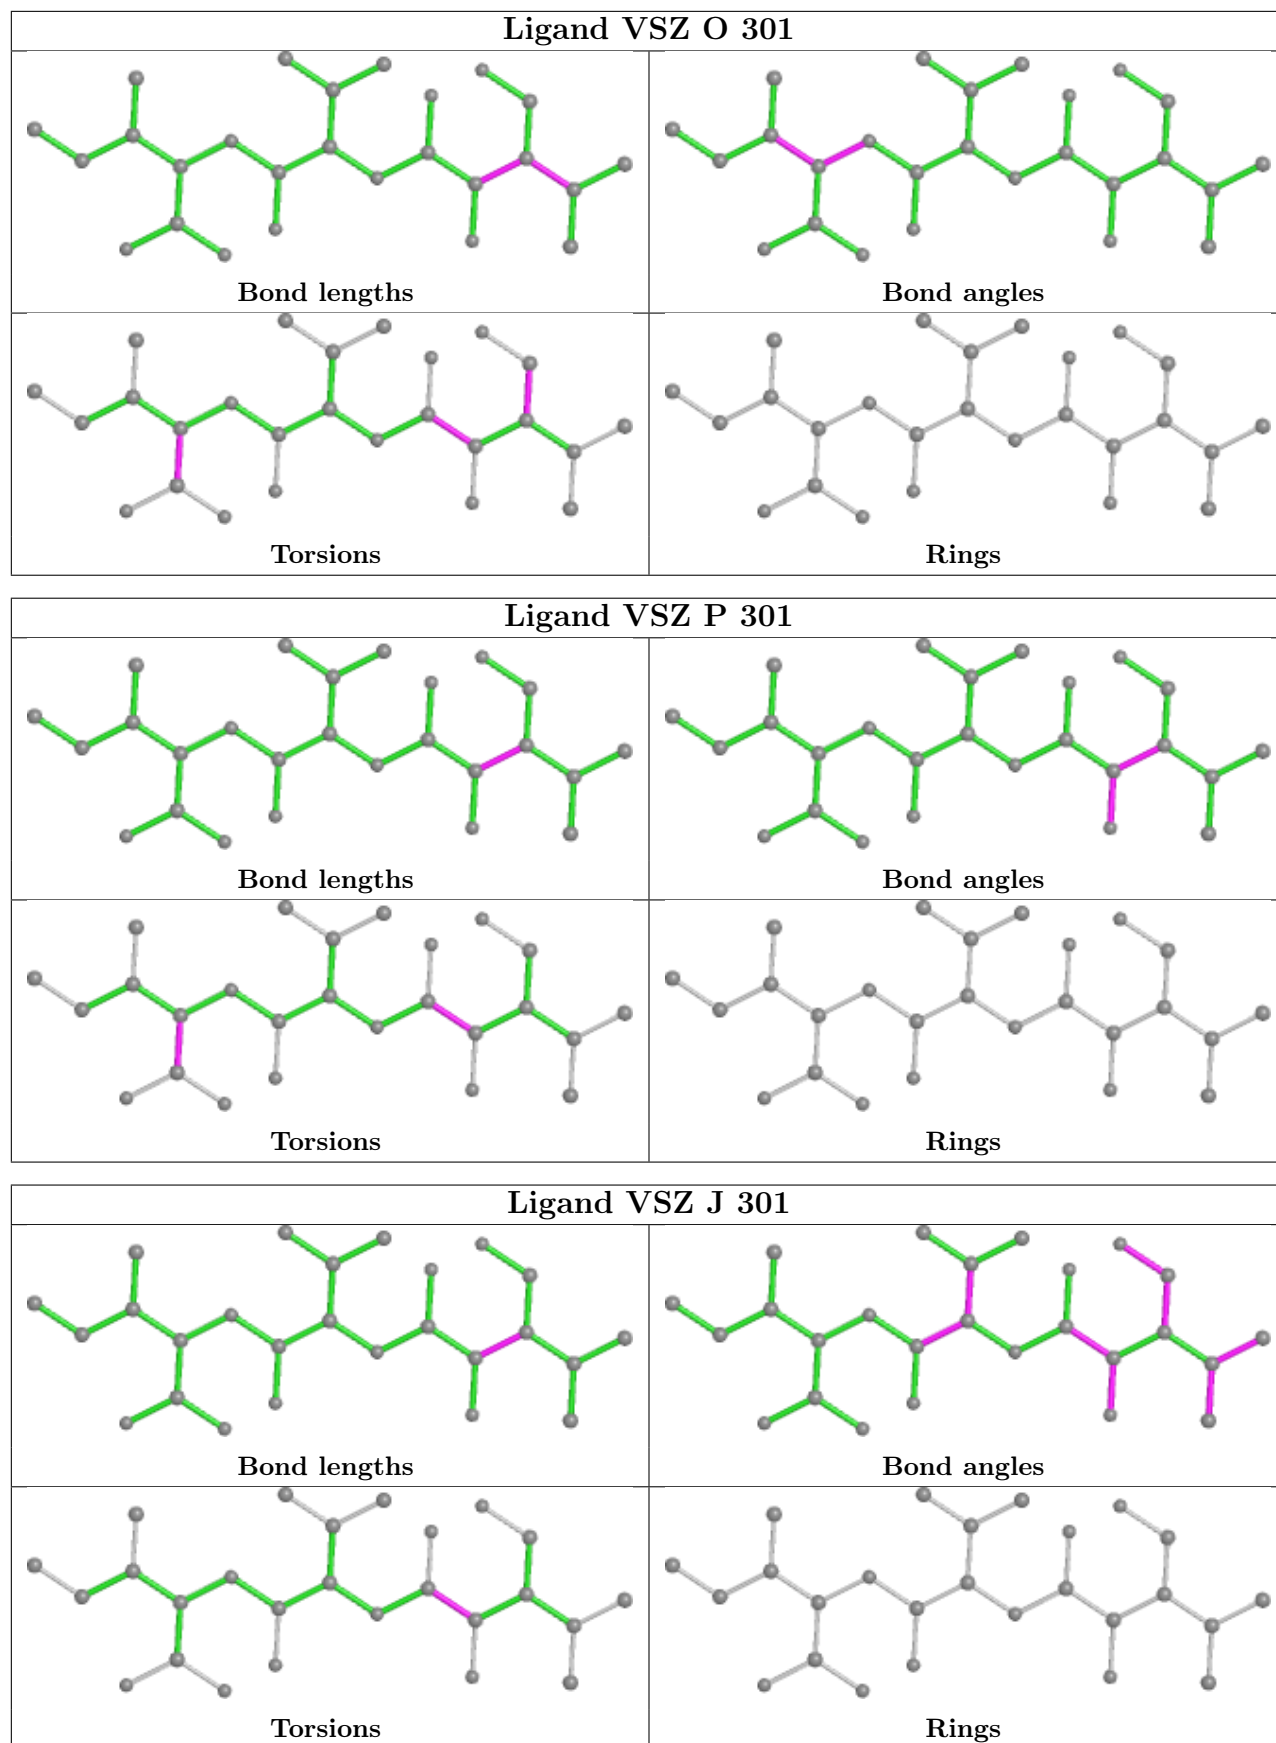 Ligand VSZ O 301
Bond lengths
Bond angles
Torsions
Rings
Ligand VSZ P 301
Bond lengths
Bond angles
Torsions
Rings
Ligand VSZ J 301
Bond lengths
Bond angles
Torsions
Rings